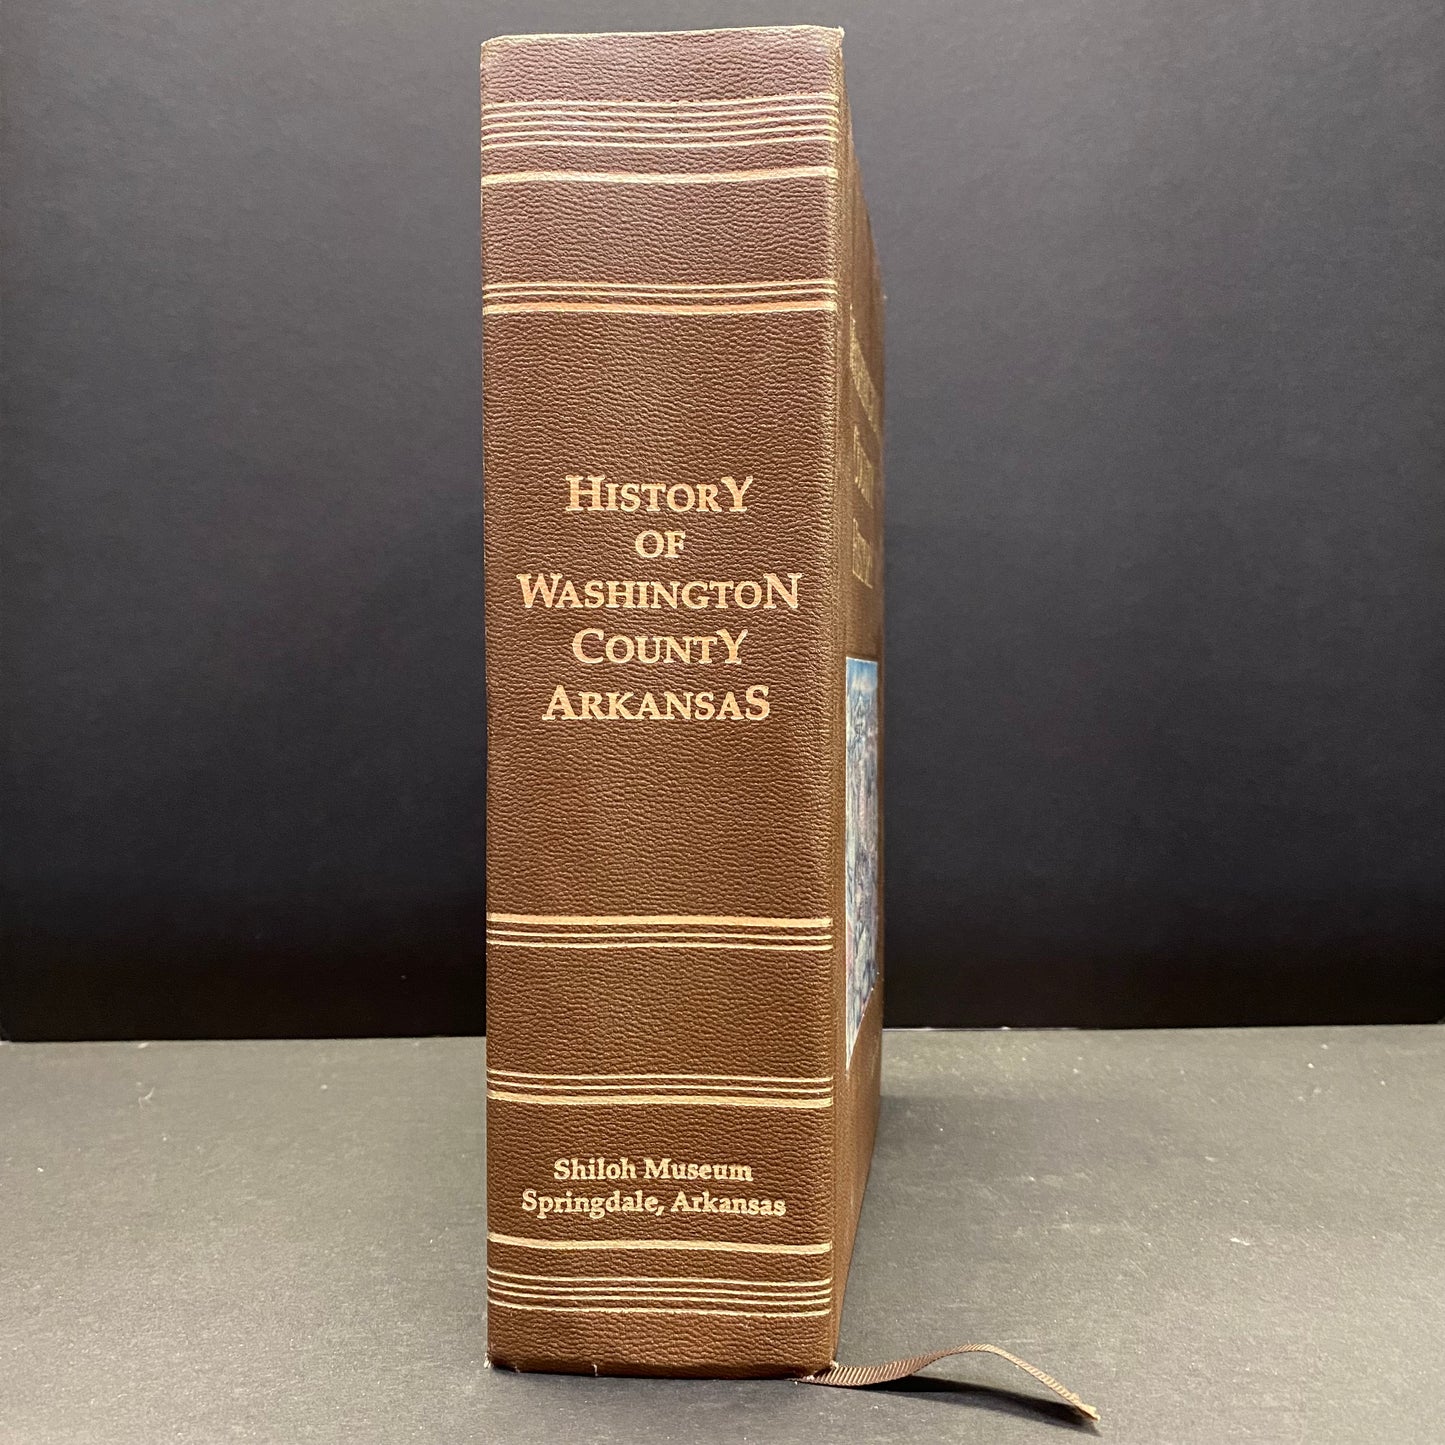 HISTORY
OF
WASHINGTON
COUNTY
ARKANSAS
Shiloh Museum
Springdale, Arkansas